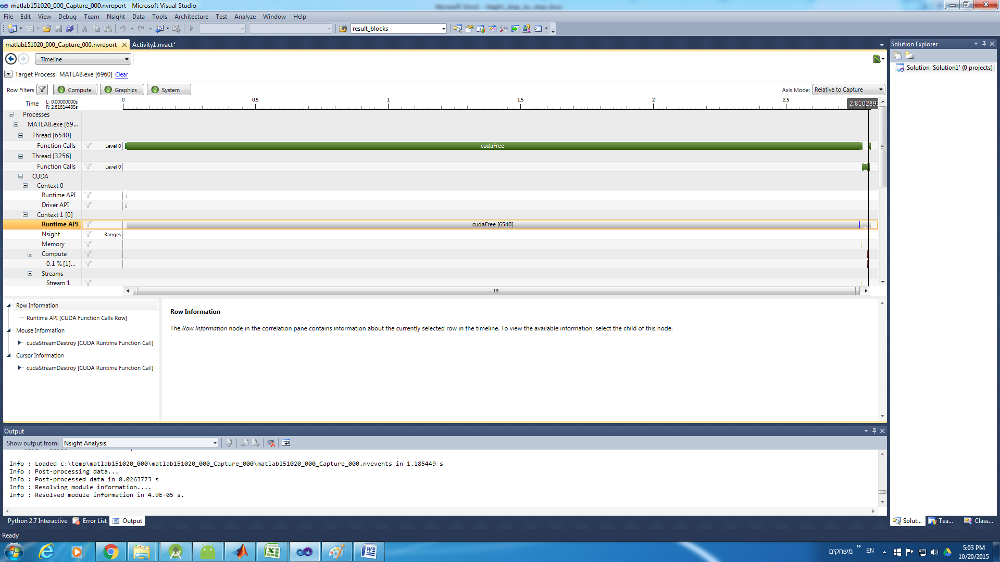 matlab151020_000_Capture_000.nvreport - Microsoft Visual Studio
File Edit View Debug Team Nsight Data Tools Architecture Test Analyze Window Help
result_blocks
matlab151020_000_Capture_000.nvreport Activity1.nvact*
Solution Explorer
Timeline
Solution 'Solution1' (0 projects)
Target Process: MATLAB.exe [6960] Clear
Row Filters Compute Graphics System
Axis Mode: Relative to Capture
Time L: 0.00000000s
R: 2.81814485s
0 0.5 1 1.5 2 2.5
2.8102893
Processes
MATLAB.exe [69...
Thread [6540]
Function Calls Level 0 cudaFree
Thread [3256]
Function Calls Level 0
CUDA
Context 0
Runtime API
Driver API
Context 1 [0]
Runtime API cudaFree [6540]
Nsight Ranges
Memory
Compute
0.1 % [1]...
Streams
Stream 1
Row Information
Runtime API [CUDA Function Calls Row]
Mouse Information
cudaStreamDestroy [CUDA Runtime Function Call]
Cursor Information
cudaStreamDestroy [CUDA Runtime Function Call]
Row Information
The Row Information node in the correlation pane contains information about the currently selected row in the timeline. To view the available information, select the child of this node.
Output
Show output from: Nsight Analysis
Info : Loaded c:\temp\matlab151020_000\matlab151020_000_Capture_000\matlab151020_000_Capture_000.nvevents in 1.185449 s
Info : Post-processing data...
Info : Post-processed data in 0.0263773 s
Info : Resolving module information....
Info : Resolved module information in 4.9E-05 s.
Python 2.7 Interactive Error List Output
Solut... Tea... Class...
Ready
משחקים
EN
5:03 PM
10/20/2015